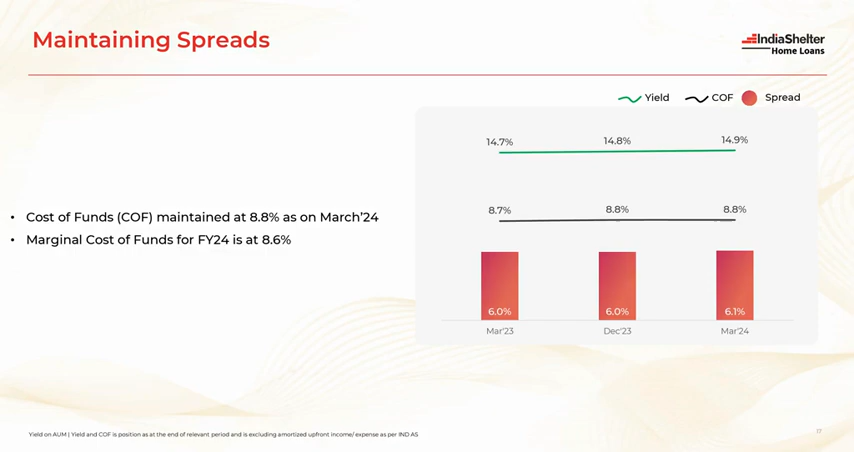 Maintaining Spreads
IndiaShelter
Home Loans
Yield
COF
Spread
• Cost of Funds (COF) maintained at 8.8% as on March’24
• Marginal Cost of Funds for FY24 is at 8.6%
14.7% 14.8% 14.9%
8.7% 8.8% 8.8%
6.0% 6.0% 6.1%
Mar'23 Dec'23 Mar'24
Yield on AUM | Yield and COF is position as at the end of relevant period and is excluding amortized upfront income/ expense as per IND AS
17